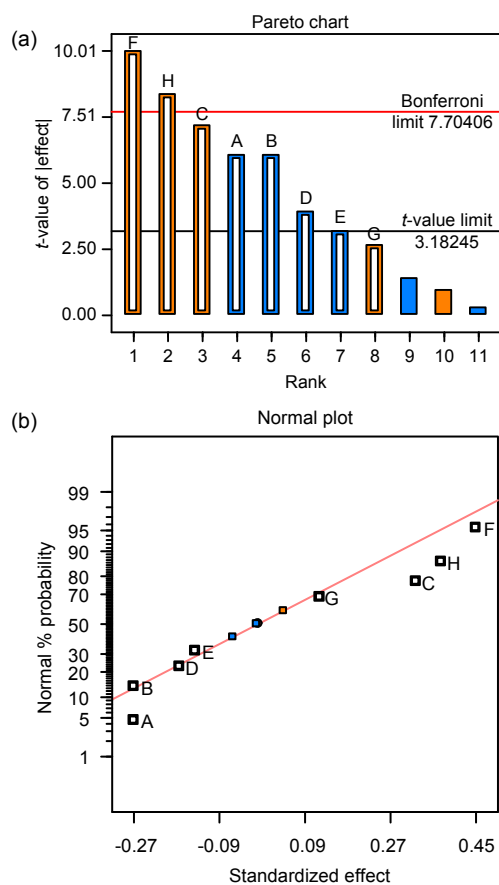 (a)
Pareto chart
10.01
7.51
5.00
2.50
0.00
t-value of |effect|
F
H
C
A
B
D
E
G
Bonferroni
limit 7.70406
t-value limit
3.18245
1 2 3 4 5 6 7 8 9 10 11
Rank
(b)
Normal plot
99
95
90
80
70
50
30
20
10
5
1
Normal % probability
F
H
C
G
E
D
B
A
-0.27 -0.09 0.09 0.27 0.45
Standardized effect